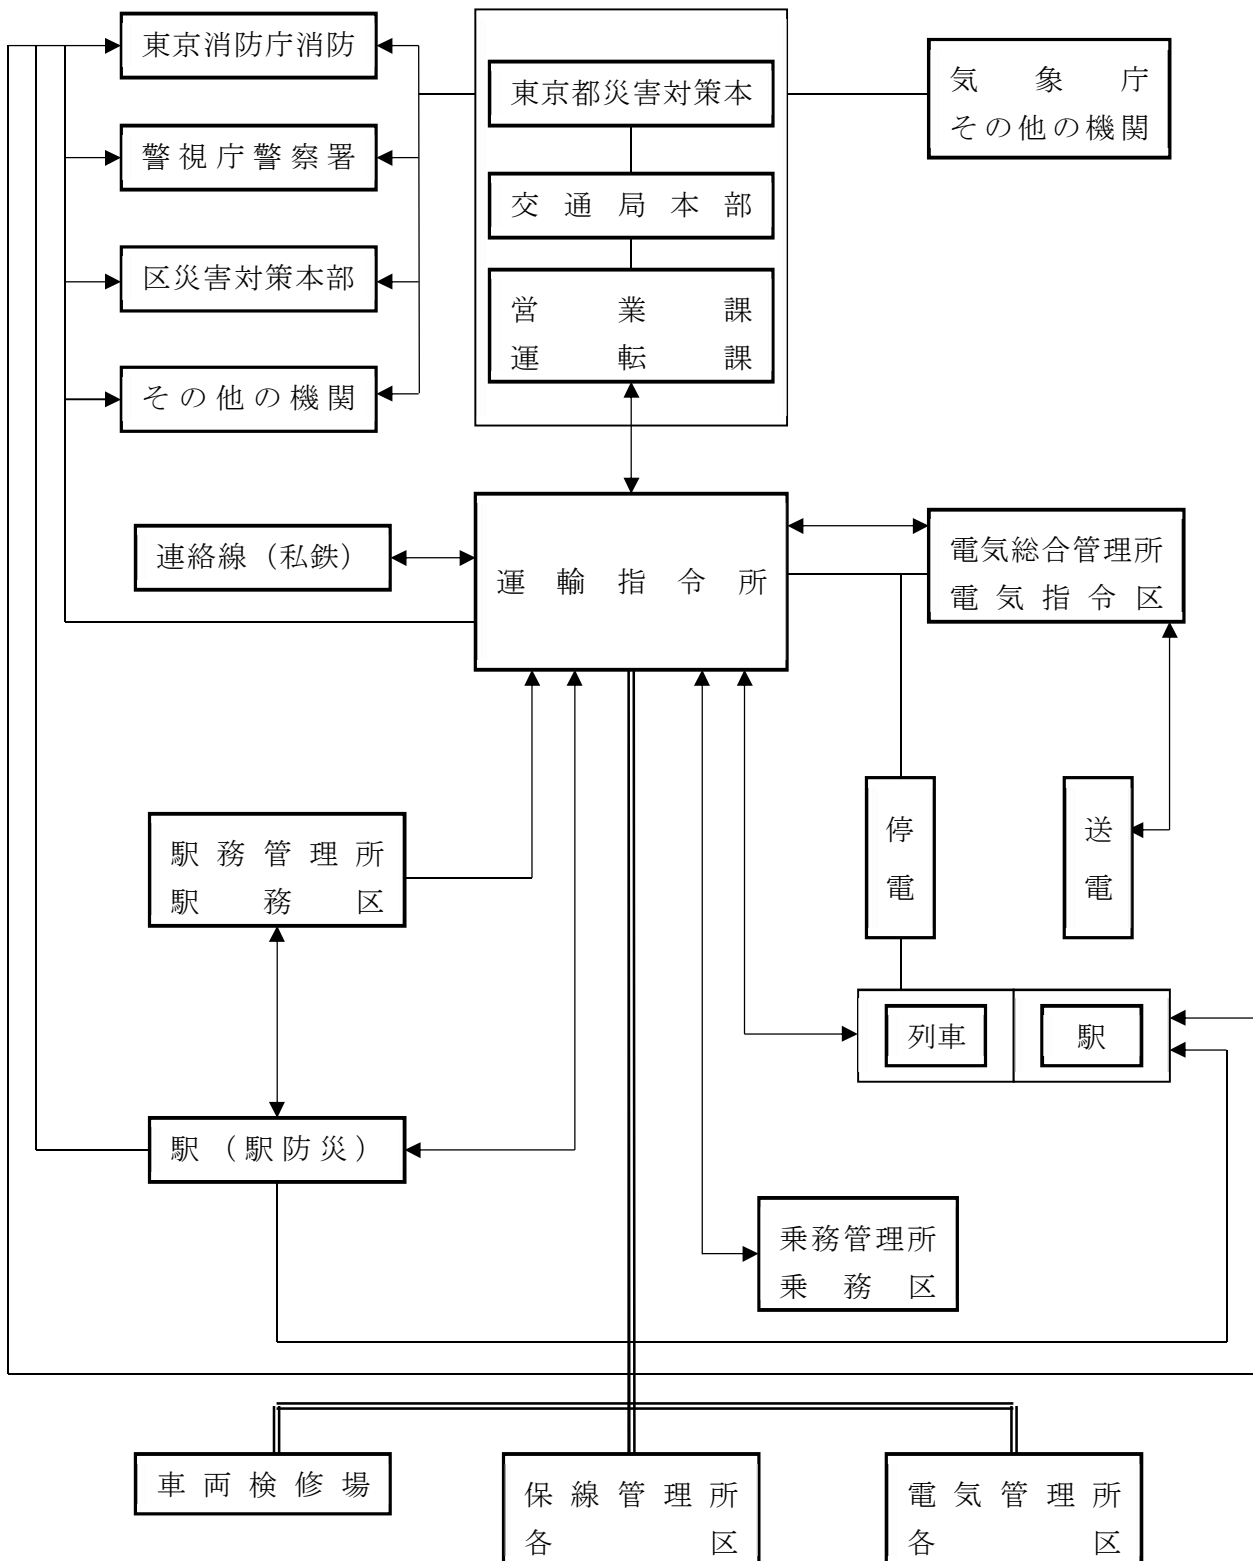 東京消防庁消防
警視庁警察署
区災害対策本部
その他の機関
東京都災害対策本
交通局本部
営業課
運転課
気象庁
その他の機関
連絡線（私鉄）
運輸指令所
電気総合管理所
電気指令区
停電
送電
駅務管理所
駅務区
列車
駅
駅（駅防災）
乗務管理所
乗務区
車両検修場
保線管理所
各区
電気管理所
各区